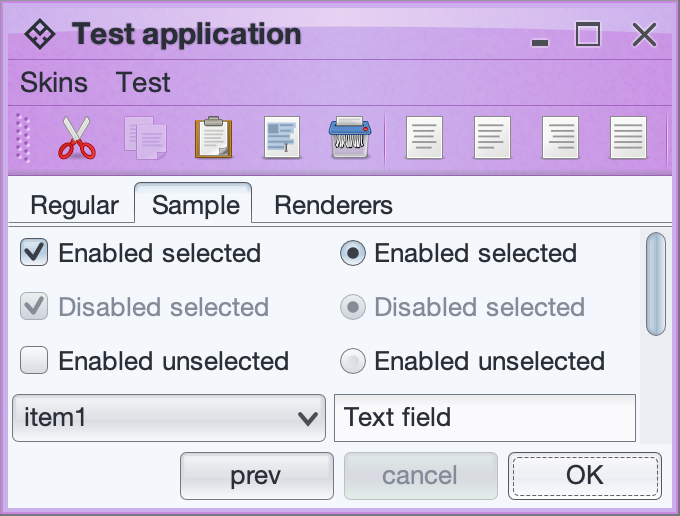 Test application
Skins Test
Regular Sample Renderers
Enabled selected Enabled selected
Disabled selected Disabled selected
Enabled unselected Enabled unselected
item1 Text field
prev cancel OK